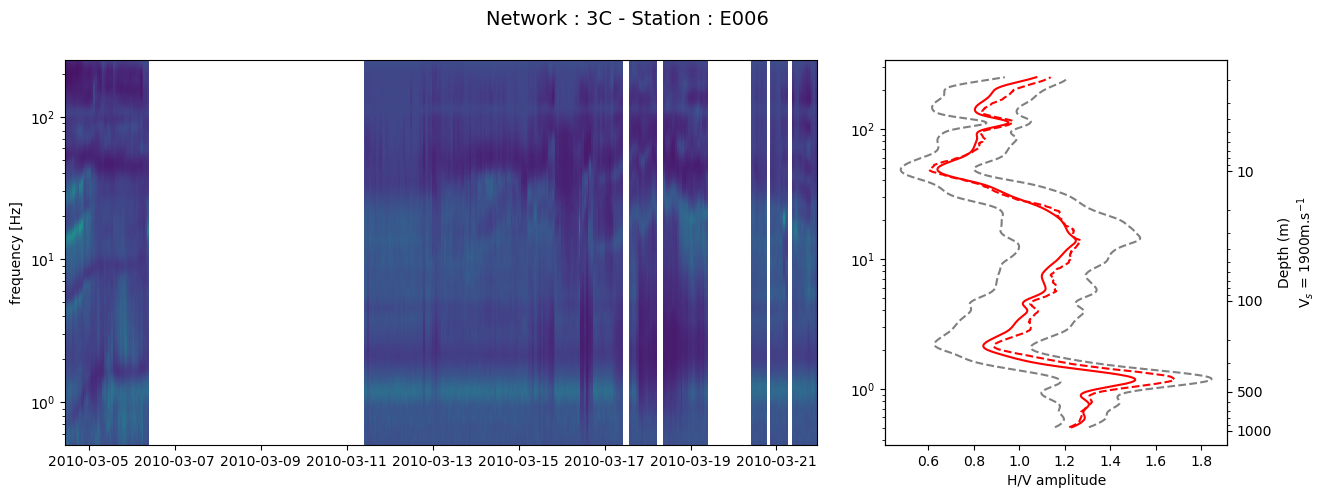 Network : 3C - Station : E006
10²
10¹
10⁰
frequency [Hz]
2010-03-05 2010-03-07 2010-03-09 2010-03-11 2010-03-13 2010-03-15 2010-03-17 2010-03-19 2010-03-21
10²
10¹
10⁰
0.6 0.8 1.0 1.2 1.4 1.6 1.8
H/V amplitude
10
100
500
1000
Depth (m)
Vₛ = 1900m.s⁻¹